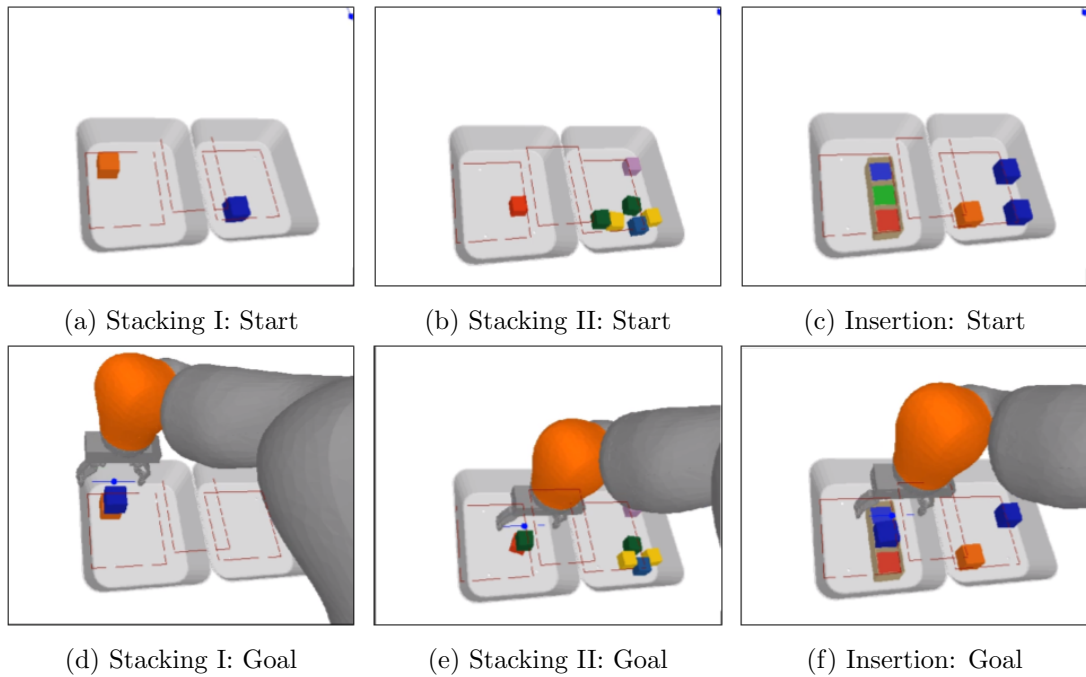 (a) Stacking I: Start
(b) Stacking II: Start
(c) Insertion: Start
(d) Stacking I: Goal
(e) Stacking II: Goal
(f) Insertion: Goal